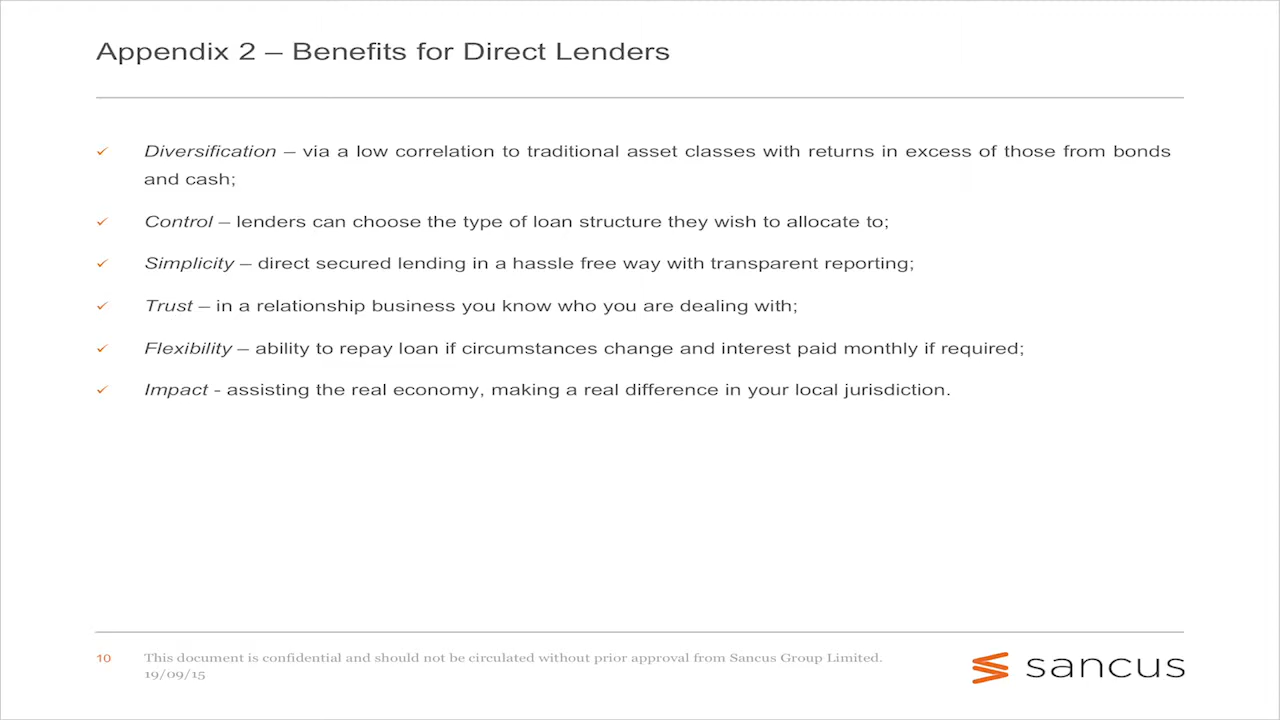 Appendix 2 – Benefits for Direct Lenders
Diversification – via a low correlation to traditional asset classes with returns in excess of those from bonds
and cash;
Control – lenders can choose the type of loan structure they wish to allocate to;
Simplicity – direct secured lending in a hassle free way with transparent reporting;
Trust – in a relationship business you know who you are dealing with;
Flexibility – ability to repay loan if circumstances change and interest paid monthly if required;
Impact - assisting the real economy, making a real difference in your local jurisdiction.
10 This document is confidential and should not be circulated without prior approval from Sancus Group Limited.
19/09/15
sancus